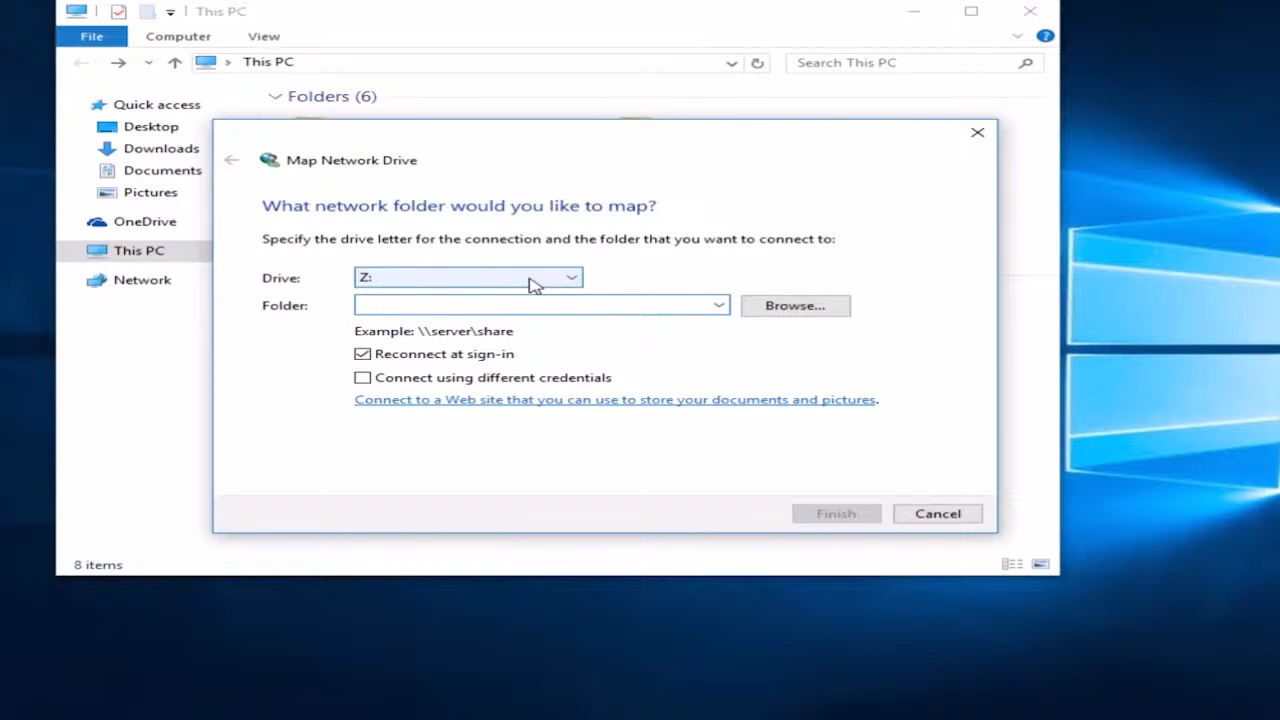 This PC
File Computer View
This PC
Search This PC
Folders (6)
Quick access
Desktop
Downloads
Documents
Pictures
OneDrive
This PC
Network
Map Network Drive
What network folder would you like to map?
Specify the drive letter for the connection and the folder that you want to connect to:
Drive: Z:
Folder: Browse...
Example: \\server\share
Reconnect at sign-in
Connect using different credentials
Connect to a Web site that you can use to store your documents and pictures.
Finish Cancel
8 items